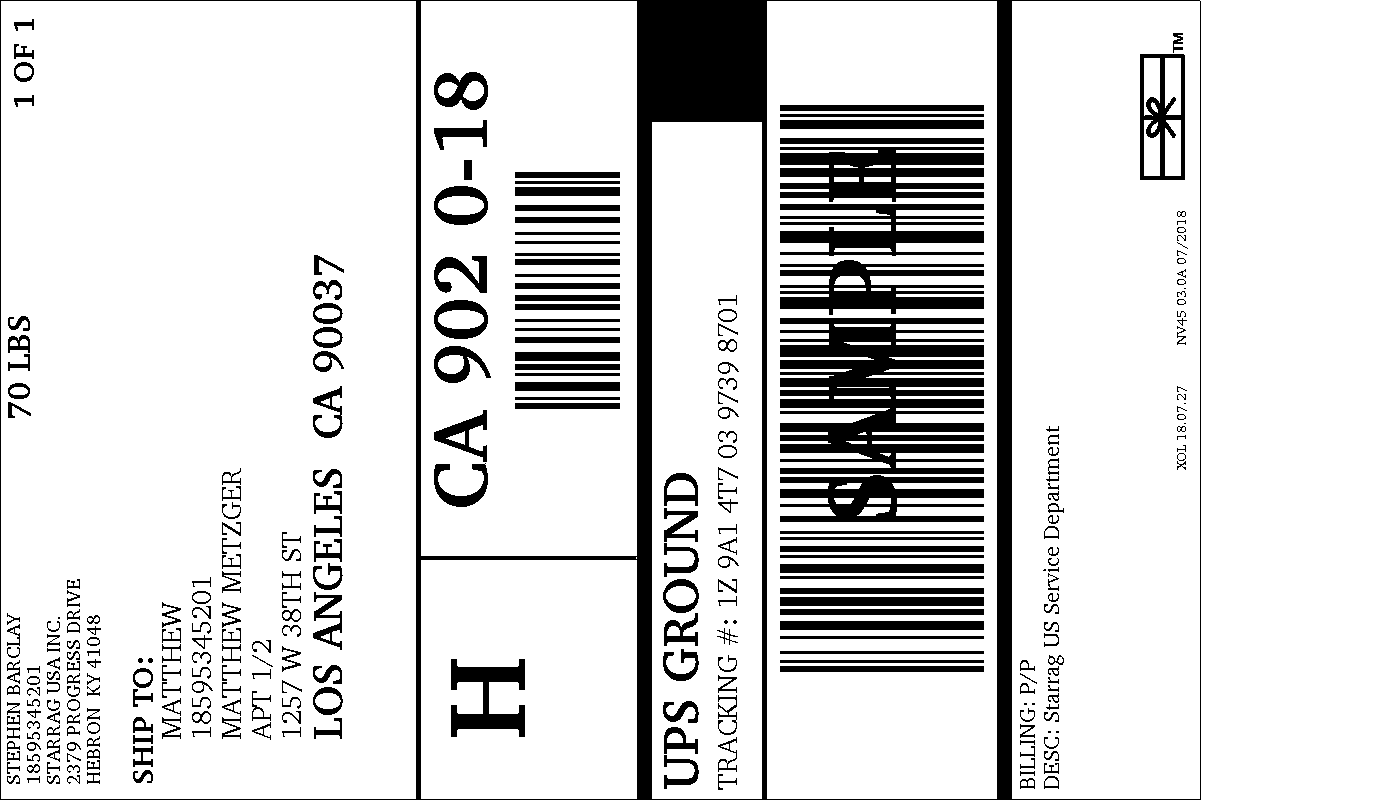 STEPHEN BARCLAY
18595345201
STARRAG USA INC.
2379 PROGRESS DRIVE
HEBRON KY 41048
70 LBS
1 OF 1
SHIP TO:
MATTHEW
18595345201
MATTHEW METZGER
APT 1/2
1257 W 38TH ST
LOS ANGELES CA 90037
H
CA 902 0-18
UPS GROUND
TRACKING #: 1Z 9A1 4T7 03 9739 8701
SAMPLE
BILLING: P/P
DESC: Starrag US Service Department
XOL 18.07.27 NV45 03.0A 07/2018
TM